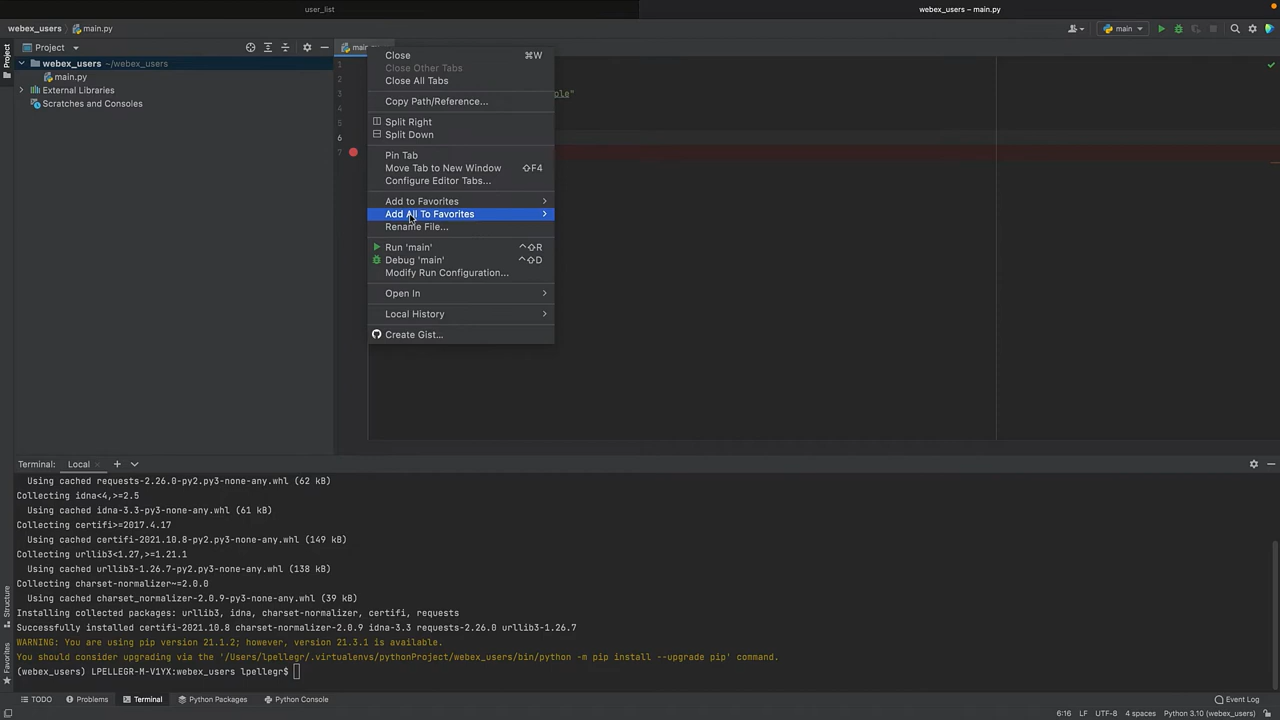 user_list
webex_users – main.py
webex_users
main.py
main
Project
Project
webex_users ~/webex_users
main.py
External Libraries
Scratches and Consoles
1
2
3
4
5
6
7
ole"
Close ⌘W
Close Other Tabs
Close All Tabs
Copy Path/Reference...
Split Right
Split Down
Pin Tab
Move Tab to New Window ⇧F4
Configure Editor Tabs...
Add to Favorites
Add All To Favorites
Rename File...
Run 'main' ^⇧R
Debug 'main' ^⇧D
Modify Run Configuration...
Open In
Local History
Create Gist...
Terminal: Local
Using cached requests-2.26.0-py2.py3-none-any.whl (62 kB)
Collecting idna<4,>=2.5
Using cached idna-3.3-py3-none-any.whl (61 kB)
Collecting certifi>=2017.4.17
Using cached certifi-2021.10.8-py2.py3-none-any.whl (149 kB)
Collecting urllib3<1.27,>=1.21.1
Using cached urllib3-1.26.7-py2.py3-none-any.whl (138 kB)
Collecting charset-normalizer~=2.0.0
Using cached charset_normalizer-2.0.9-py3-none-any.whl (39 kB)
Installing collected packages: urllib3, idna, charset-normalizer, certifi, requests
Successfully installed certifi-2021.10.8 charset-normalizer-2.0.9 idna-3.3 requests-2.26.0 urllib3-1.26.7
WARNING: You are using pip version 21.1.2; however, version 21.3.1 is available.
You should consider upgrading via the '/Users/lpellegr/.virtualenvs/pythonProject/webex_users/bin/python -m pip install --upgrade pip' command.
(webex_users) LPELLEGR-M-V1YX:webex_users lpellegr$
Structure
Favorites
TODO
Problems
Terminal
Python Packages
Python Console
Event Log
6:16 LF UTF-8 4 spaces Python 3.10 (webex_users)